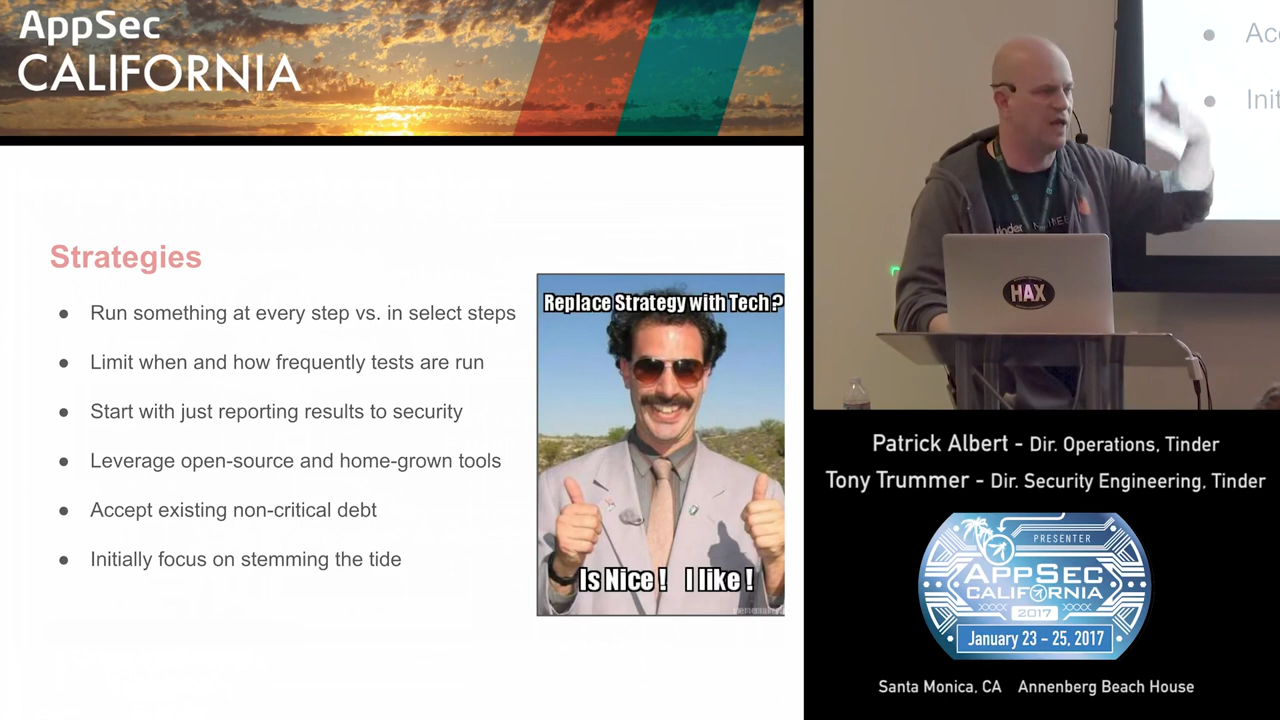 AppSec
CALIFORNIA
Strategies
● Run something at every step vs. in select steps
● Limit when and how frequently tests are run
● Start with just reporting results to security
● Leverage open-source and home-grown tools
● Accept existing non-critical debt
● Initially focus on stemming the tide
Replace Strategy with Tech?
Is Nice! I like!
● Acc
● Init
HAX
Patrick Albert - Dir. Operations, Tinder
Tony Trummer - Dir. Security Engineering, Tinder
PRESENTER
APPSEC
CALIFORNIA
2017
January 23 - 25, 2017
Santa Monica, CA Annenberg Beach House